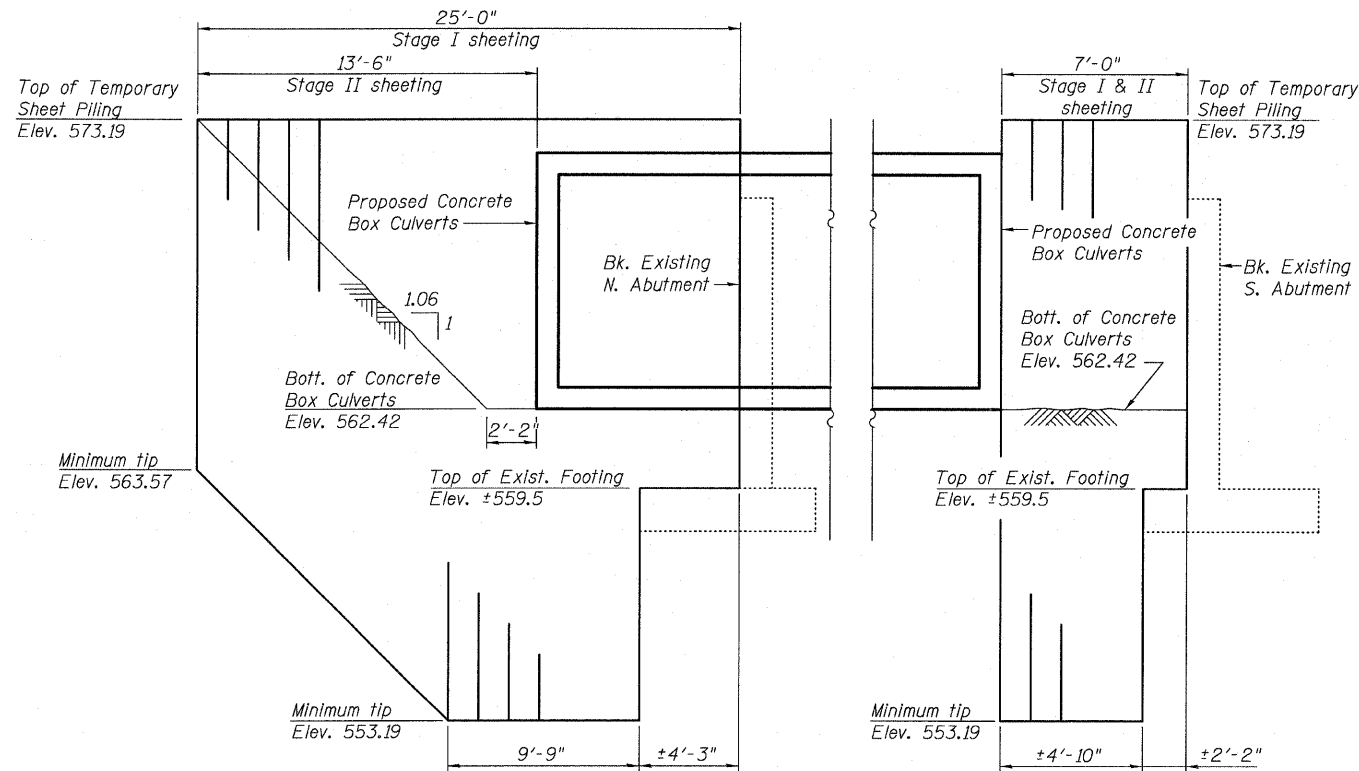 25'-0"
Stage I sheeting
13'-6"
Stage II sheeting
7'-0"
Stage I & II
sheeting
Top of Temporary
Sheet Piling
Elev. 573.19
Top of Temporary
Sheet Piling
Elev. 573.19
Proposed Concrete
Box Culverts
Bk. Existing
N. Abutment
Proposed Concrete
Box Culverts
Bk. Existing
S. Abutment
1.06
1
Bott. of Concrete
Box Culverts
Elev. 562.42
Bott. of Concrete
Box Culverts
Elev. 562.42
2'-2"
Minimum tip
Elev. 563.57
Top of Exist. Footing
Elev. ±559.5
Top of Exist. Footing
Elev. ±559.5
Minimum tip
Elev. 553.19
Minimum tip
Elev. 553.19
9'-9"
±4'-3"
±4'-10"
±2'-2"